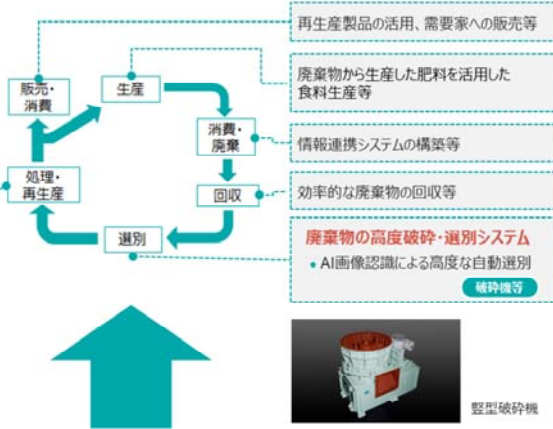 再生産製品の活用、需要家への販売等
廃棄物から生産した肥料を活用した
食料生産等
販売・
消費
生産
消費・
廃棄
情報連携システムの構築等
処理・
再生産
回収
効率的な廃棄物の回収等
選別
廃棄物の高度破砕・選別システム
• AI画像認識による高度な自動選別
破砕機等
竪型破砕機